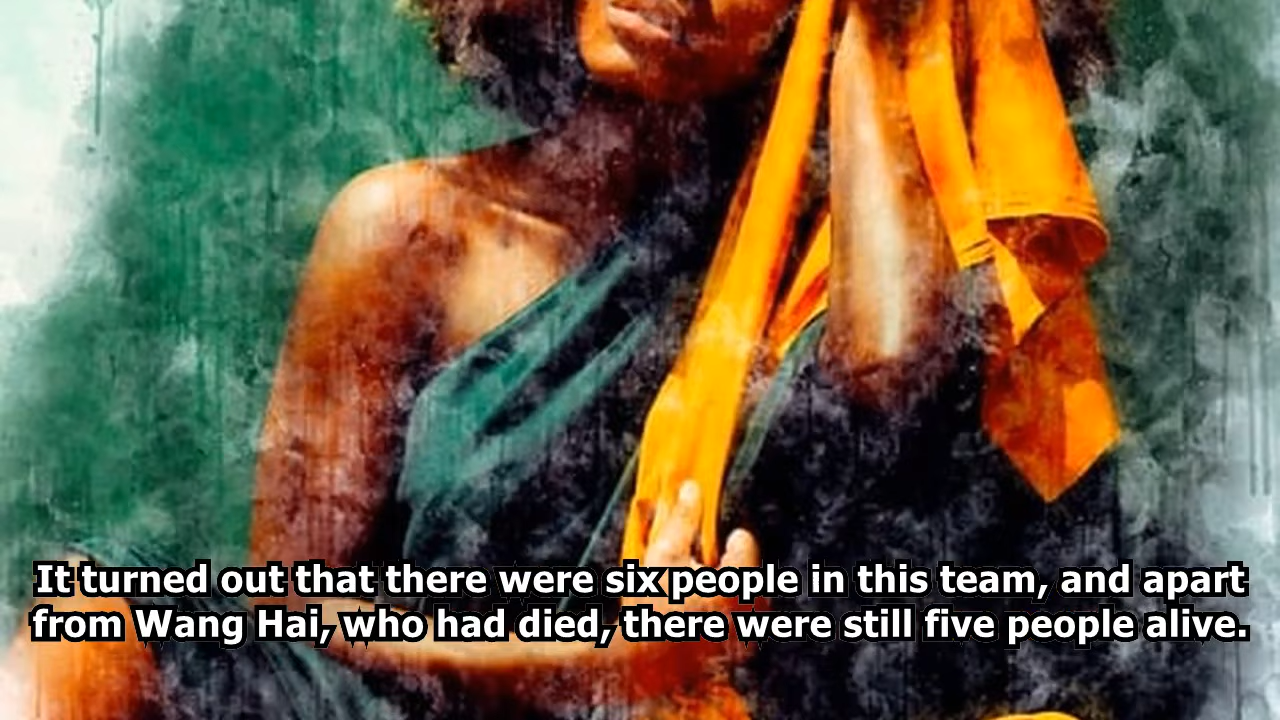 It turned out that there were six people in this team, and apart
from Wang Hai, who had died, there were still five people alive.